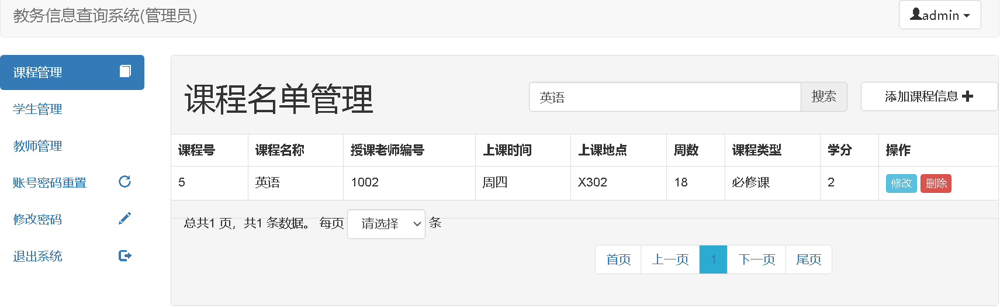 教务信息查询系统(管理员)
admin
课程管理
学生管理
教师管理
账号密码重置
修改密码
退出系统
课程名单管理
英语 搜索 添加课程信息
课程号 课程名称 授课老师编号 上课时间 上课地点 周数 课程类型 学分 操作
5 英语 1002 周四 X302 18 必修课 2 修改 删除
总共1 页，共1 条数据。 每页 请选择 条
首页 上一页 1 下一页 尾页